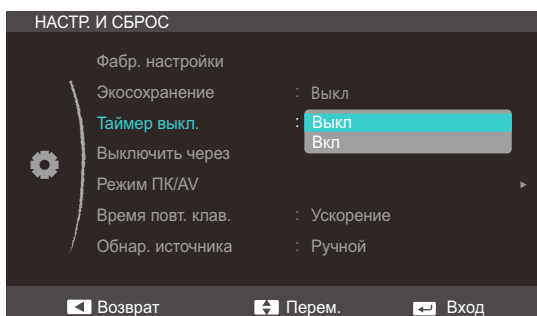 НАСТР. И СБРОС
Фабр. настройки
Экосохранение : Выкл
Таймер выкл. : Выкл
Вкл
Выключить через
Режим ПК/AV
Время повт. клав. : Ускорение
Обнар. источника : Ручной
Возврат Перем. Вход